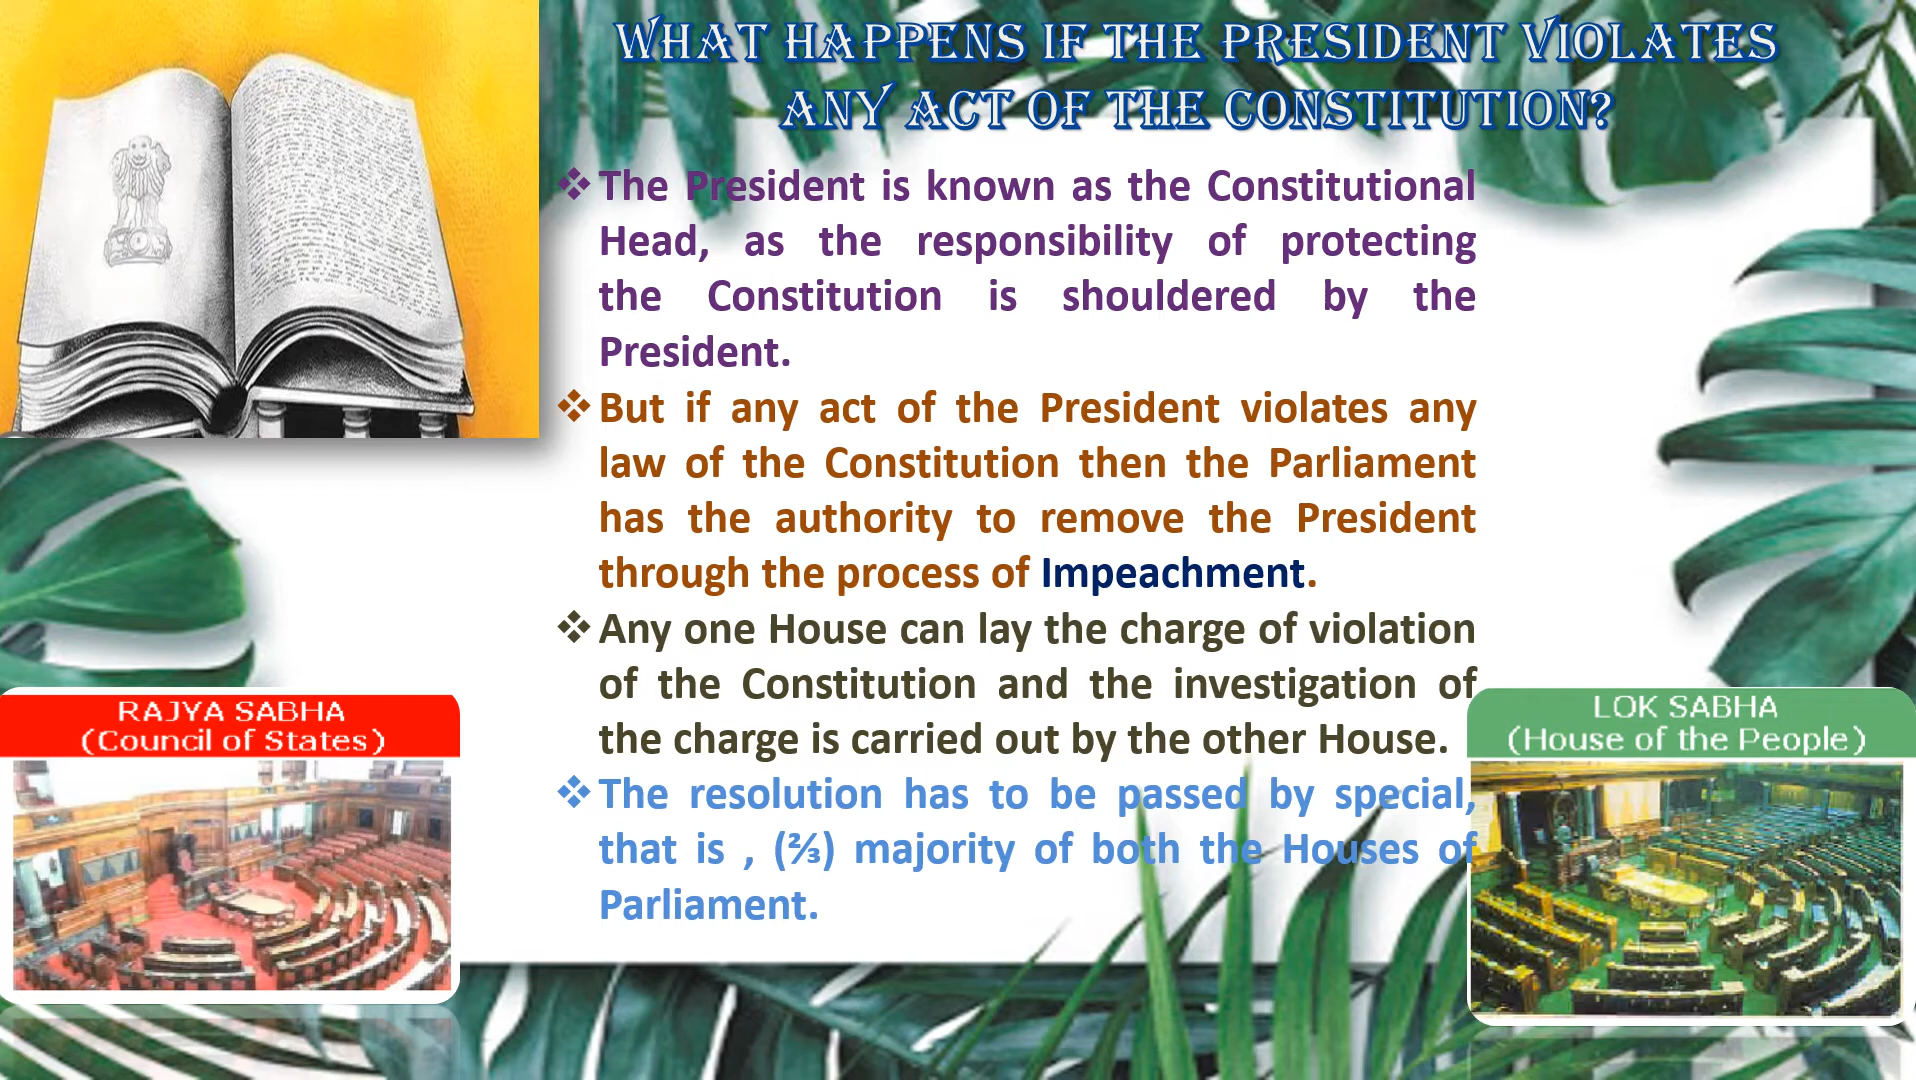 WHAT HAPPENS IF THE PRESIDENT VIOLATES
ANY ACT OF THE CONSTITUTION?
❖ The President is known as the Constitutional
Head, as the responsibility of protecting
the Constitution is shouldered by the
President.
❖ But if any act of the President violates any
law of the Constitution then the Parliament
has the authority to remove the President
through the process of Impeachment.
❖ Any one House can lay the charge of violation
of the Constitution and the investigation of
the charge is carried out by the other House.
❖ The resolution has to be passed by special,
that is , (⅔) majority of both the Houses of
Parliament.
RAJYA SABHA
(Council of States)
LOK SABHA
(House of the People)